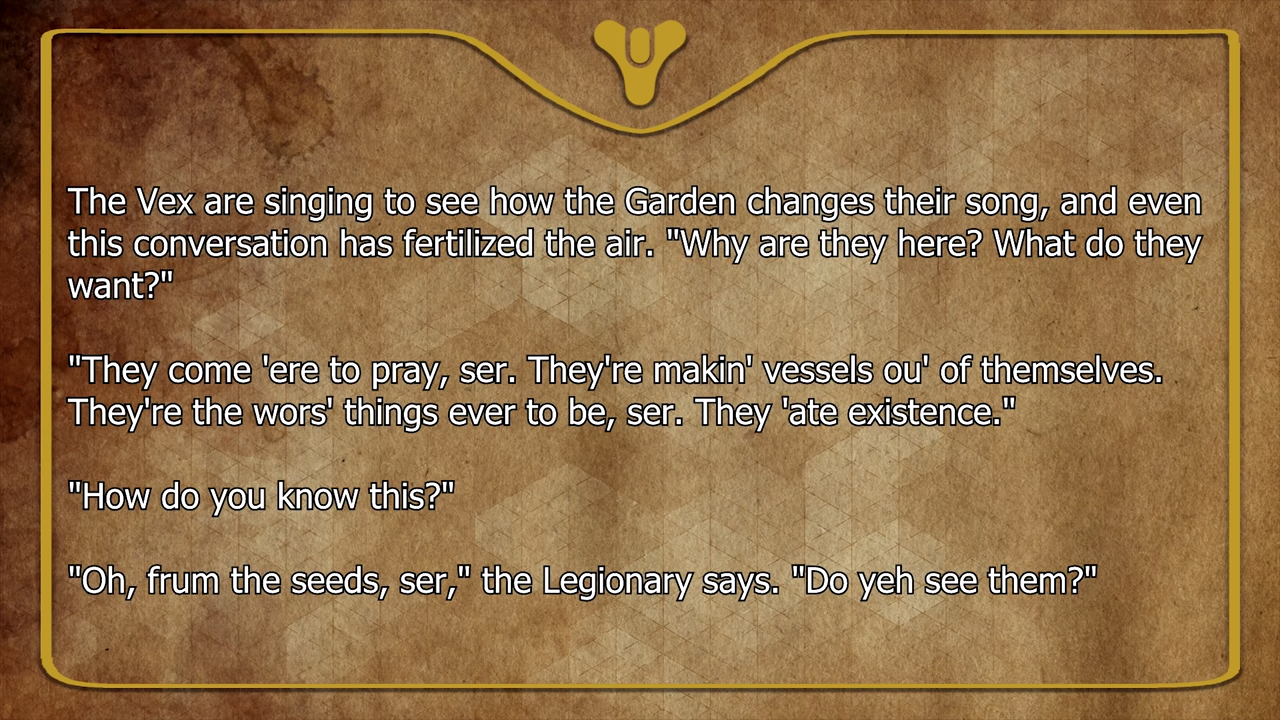 The Vex are singing to see how the Garden changes their song, and even
this conversation has fertilized the air. "Why are they here? What do they
want?"
"They come 'ere to pray, ser. They're makin' vessels ou' of themselves.
They're the wors' things ever to be, ser. They 'ate existence."
"How do you know this?"
"Oh, frum the seeds, ser," the Legionary says. "Do yeh see them?"